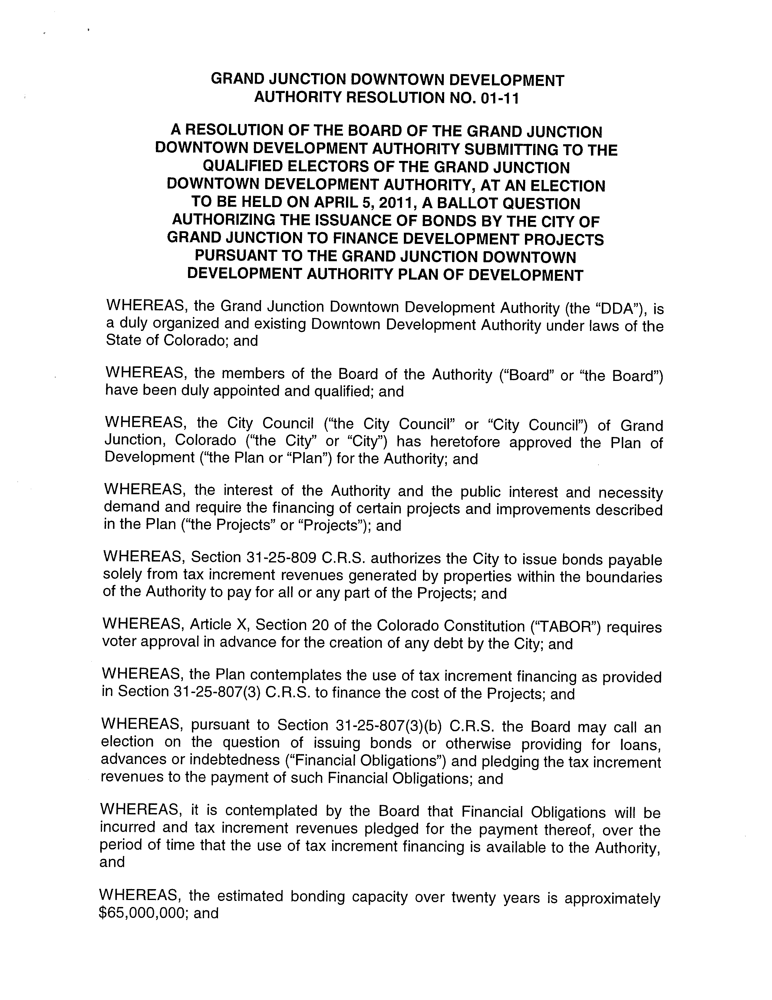 GRAND JUNCTION DOWNTOWN DEVELOPMENT
AUTHORITY RESOLUTION NO. 01-11
A RESOLUTION OF THE BOARD OF THE GRAND JUNCTION
DOWNTOWN DEVELOPMENT AUTHORITY SUBMITTING TO THE
QUALIFIED ELECTORS OF THE GRAND JUNCTION
DOWNTOWN DEVELOPMENT AUTHORITY, AT AN ELECTION
TO BE HELD ON APRIL 5, 2011, A BALLOT QUESTION
AUTHORIZING THE ISSUANCE OF BONDS BY THE CITY OF
GRAND JUNCTION TO FINANCE DEVELOPMENT PROJECTS
PURSUANT TO THE GRAND JUNCTION DOWNTOWN
DEVELOPMENT AUTHORITY PLAN OF DEVELOPMENT
WHEREAS, the Grand Junction Downtown Development Authority (the “DDA”), is
a duly organized and existing Downtown Development Authority under laws of the
State of Colorado; and
WHEREAS, the members of the Board of the Authority (“Board” or “the Board”)
have been duly appointed and qualified; and
WHEREAS, the City Council (“the City Council” or “City Council”) of Grand
Junction, Colorado (“the City” or “City”) has heretofore approved the Plan of
Development (“the Plan or “Plan”) for the Authority; and
WHEREAS, the interest of the Authority and the public interest and necessity
demand and require the financing of certain projects and improvements described
in the Plan (“the Projects” or “Projects”); and
WHEREAS, Section 31-25-809 C.R.S. authorizes the City to issue bonds payable
solely from tax increment revenues generated by properties within the boundaries
of the Authority to pay for all or any part of the Projects; and
WHEREAS, Article X, Section 20 of the Colorado Constitution (“TABOR”) requires
voter approval in advance for the creation of any debt by the City; and
WHEREAS, the Plan contemplates the use of tax increment financing as provided
in Section 31-25-807(3) C.R.S. to finance the cost of the Projects; and
WHEREAS, pursuant to Section 31-25-807(3)(b) C.R.S. the Board may call an
election on the question of issuing bonds or otherwise providing for loans,
advances or indebtedness (“Financial Obligations”) and pledging the tax increment
revenues to the payment of such Financial Obligations; and
WHEREAS, it is contemplated by the Board that Financial Obligations will be
incurred and tax increment revenues pledged for the payment thereof, over the
period of time that the use of tax increment financing is available to the Authority,
and
WHEREAS, the estimated bonding capacity over twenty years is approximately
$65,000,000; and